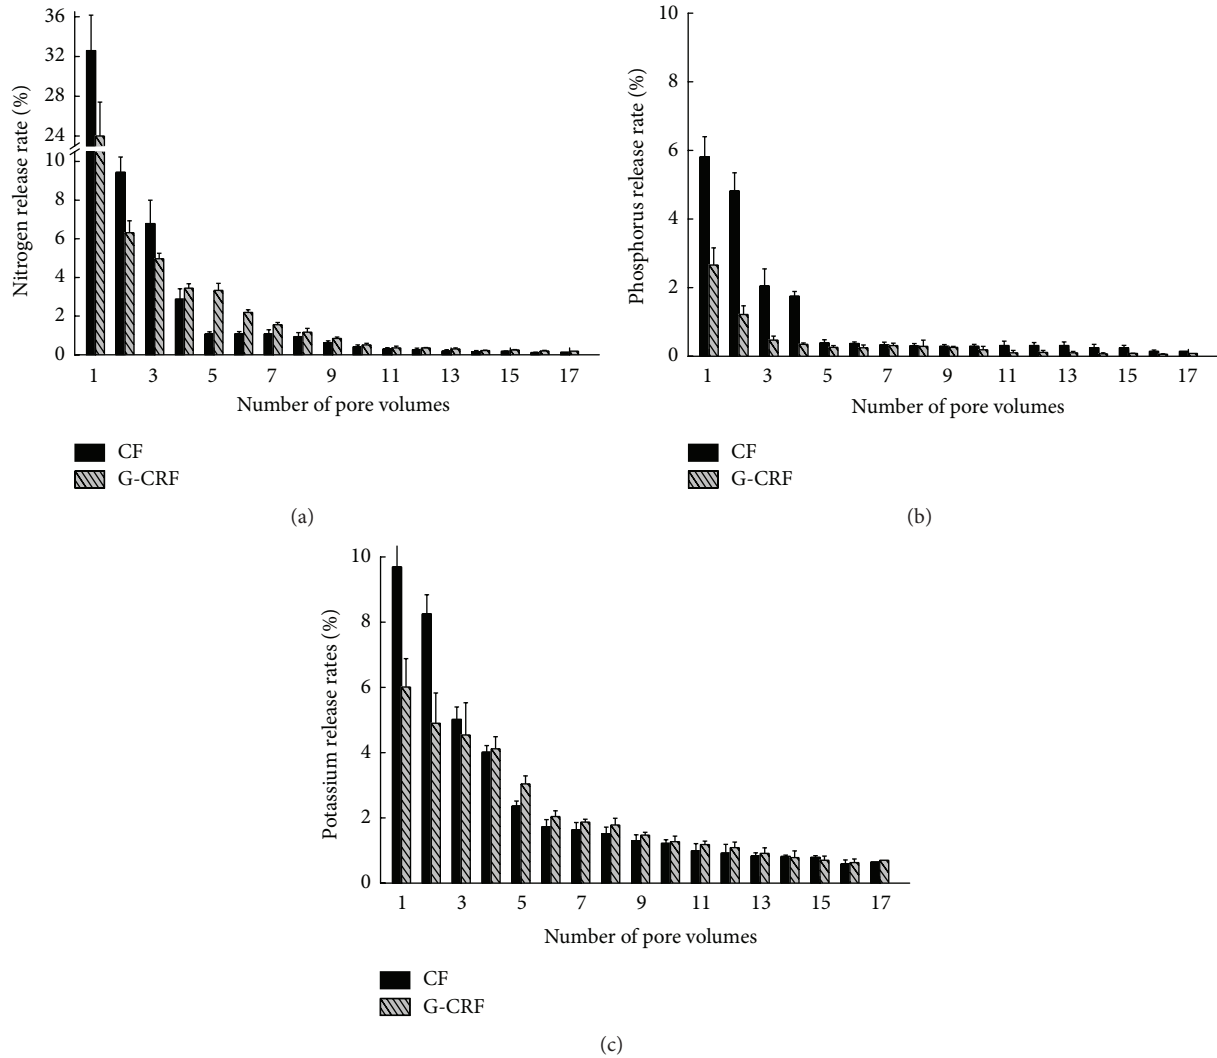 36
32
28
24
10
8
6
4
2
0
Nitrogen release rate (%)
1 3 5 7 9 11 13 15 17
Number of pore volumes
CF
G-CRF
(a)
10
8
6
4
2
0
Phosphorus release rate (%)
1 3 5 7 9 11 13 15 17
Number of pore volumes
CF
G-CRF
(b)
10
8
6
4
2
0
Potassium release rates (%)
1 3 5 7 9 11 13 15 17
Number of pore volumes
CF
G-CRF
(c)